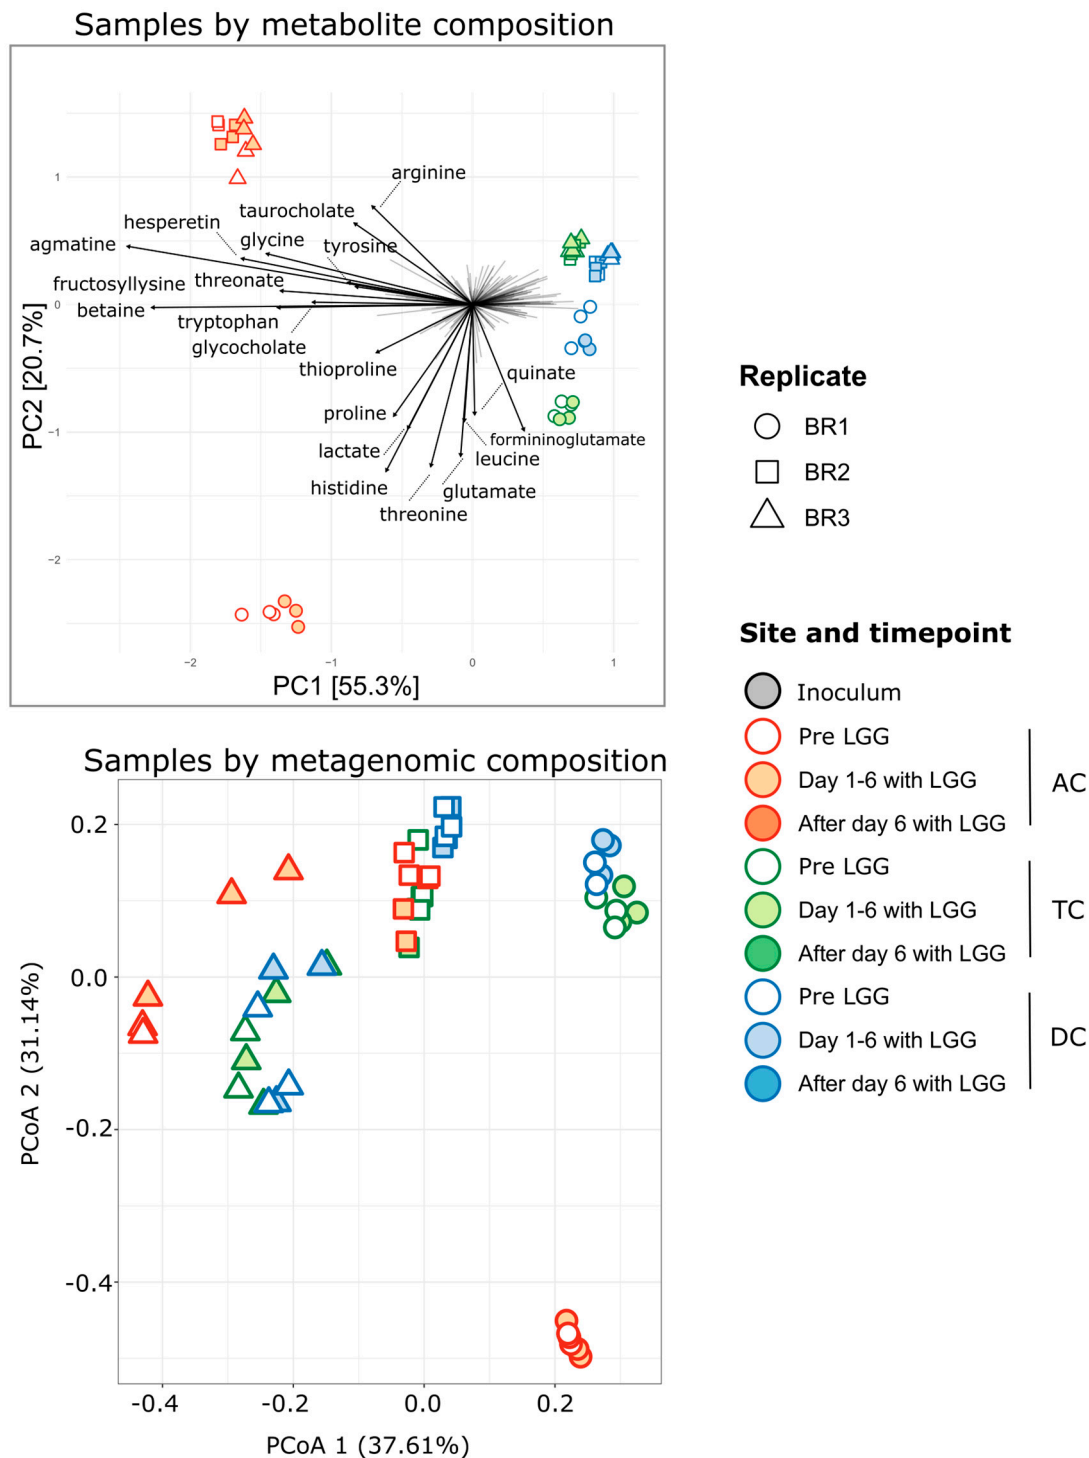 Samples by metabolite composition
arginine
taurocholate
hesperetin
glycine
tyrosine
agmatine
fructosyllysine
threonate
betaine
tryptophan
glycocholate
thioproline
quinate
proline
formininoglutamate
lactate
leucine
histidine
glutamate
threonine
1
0
−1
−2
PC2 [20.7%]
−2
−1
0
1
PC1 [55.3%]
Replicate
BR1
BR2
BR3
Site and timepoint
Inoculum
Pre LGG
Day 1-6 with LGG
After day 6 with LGG
AC
Pre LGG
Day 1-6 with LGG
After day 6 with LGG
TC
Pre LGG
Day 1-6 with LGG
After day 6 with LGG
DC
Samples by metagenomic composition
0.2
0.0
-0.2
-0.4
PCoA 2 (31.14%)
-0.4
-0.2
0.0
0.2
PCoA 1 (37.61%)